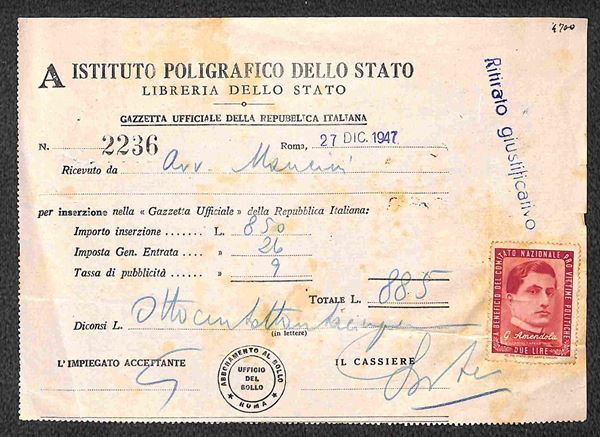 4700
A ISTITUTO POLIGRAFICO DELLO STATO
LIBRERIA DELLO STATO
GAZZETTA UFFICIALE DELLA REPUBBLICA ITALIANA
N. 2236 Roma, 27 DIC. 1947
Ricevuto da Avv. Mancini
per inserzione nella « Gazzetta Ufficiale » della Repubblica Italiana:
Importo inserzione ...... L. 850
Imposta Gen. Entrata ... » 26
Tassa di pubblicità ..... » 9
TOTALE L. 885
Diconsi L. Ottocentottantacinque
(in lettere)
L'IMPIEGATO ACCETTANTE
IL CASSIERE
ABBONAMENTO AL BOLLO
UFFICIO
DEL
BOLLO
ROMA
Ritirato giustificativo
A BENEFICIO DEL COMITATO NAZIONALE PRO VITTIME POLITICHE
G. Amendola
DUE LIRE